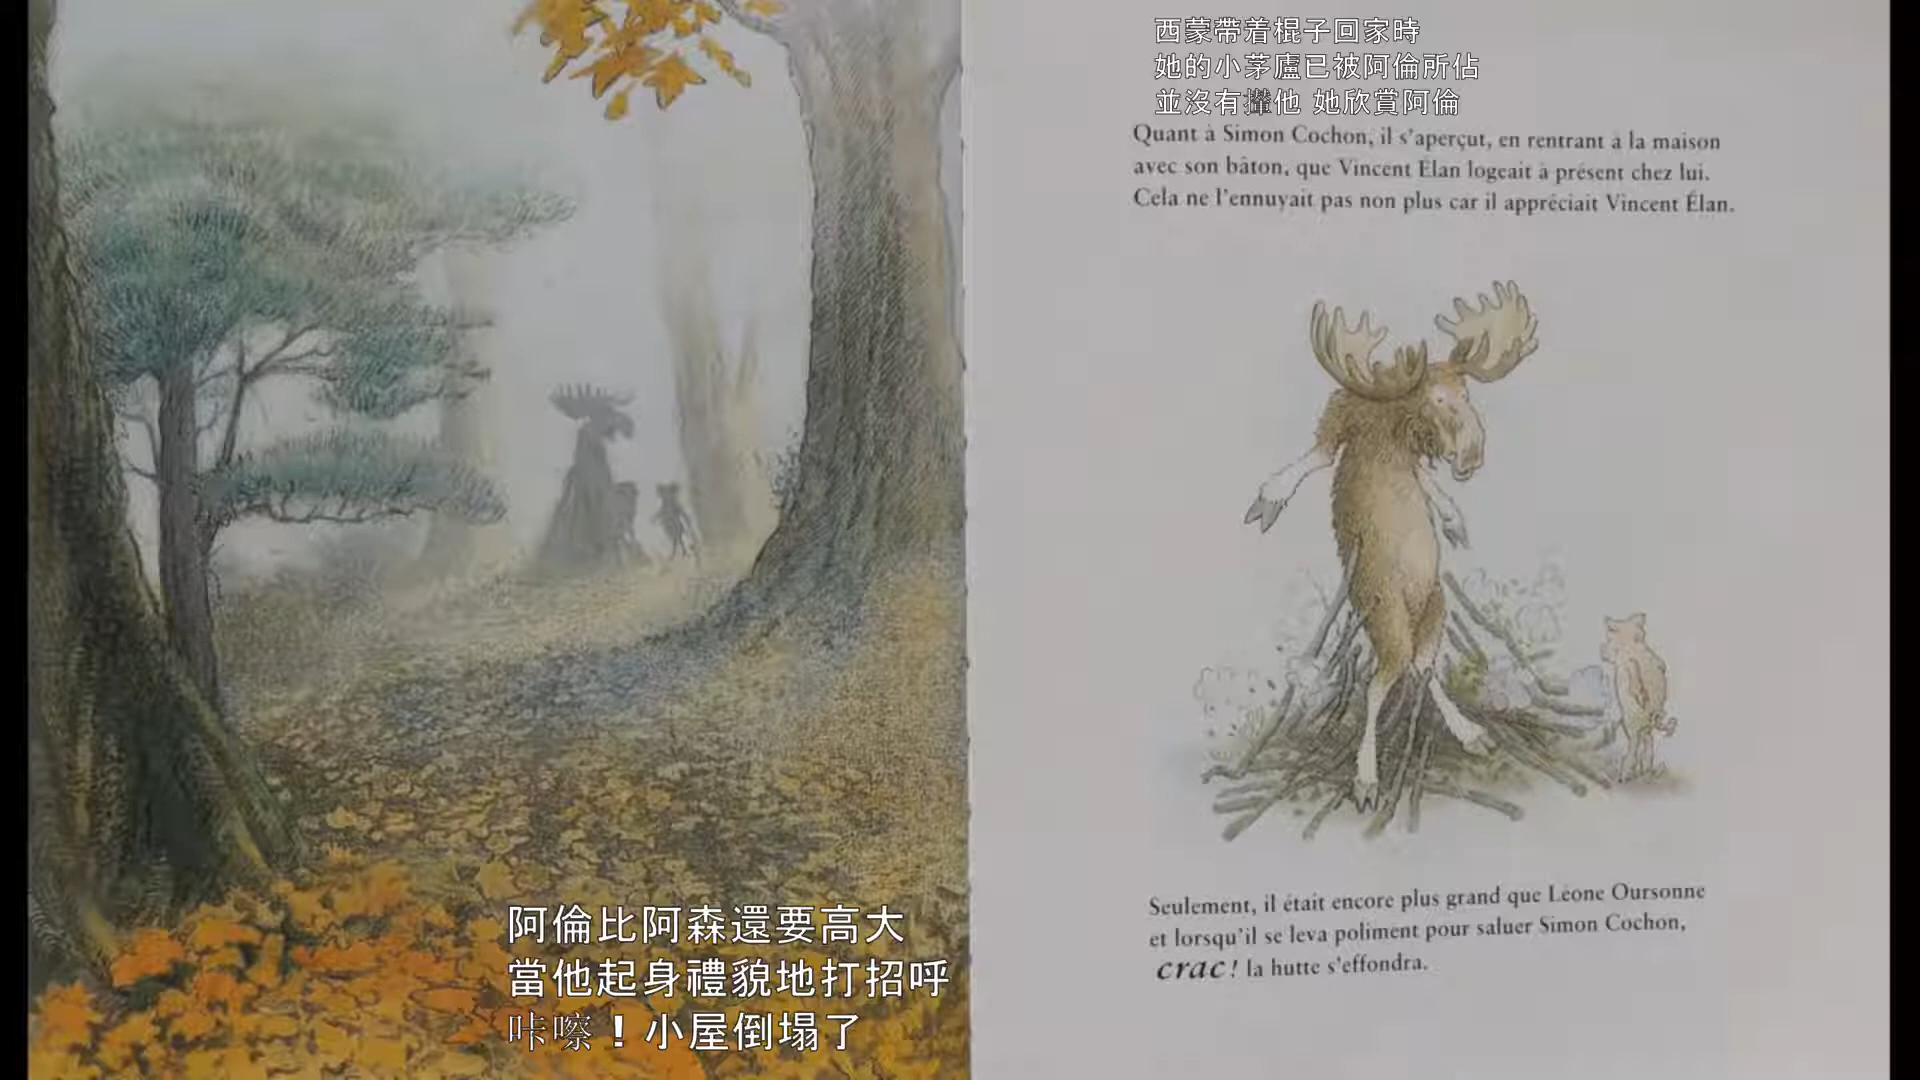 西蒙帶着棍子回家時
她的小茅廬已被阿倫所佔
並沒有攆他 她欣賞阿倫
Quant à Simon Cochon, il s'aperçut, en rentrant à la maison
avec son bâton, que Vincent Élan logeait à présent chez lui.
Cela ne l'ennuyait pas non plus car il appréciait Vincent Élan.
Seulement, il était encore plus grand que Léone Oursonne
et lorsqu'il se leva poliment pour saluer Simon Cochon,
crac! la hutte s'effondra.
阿倫比阿森還要高大
當他起身禮貌地打招呼
咔嚓！小屋倒塌了